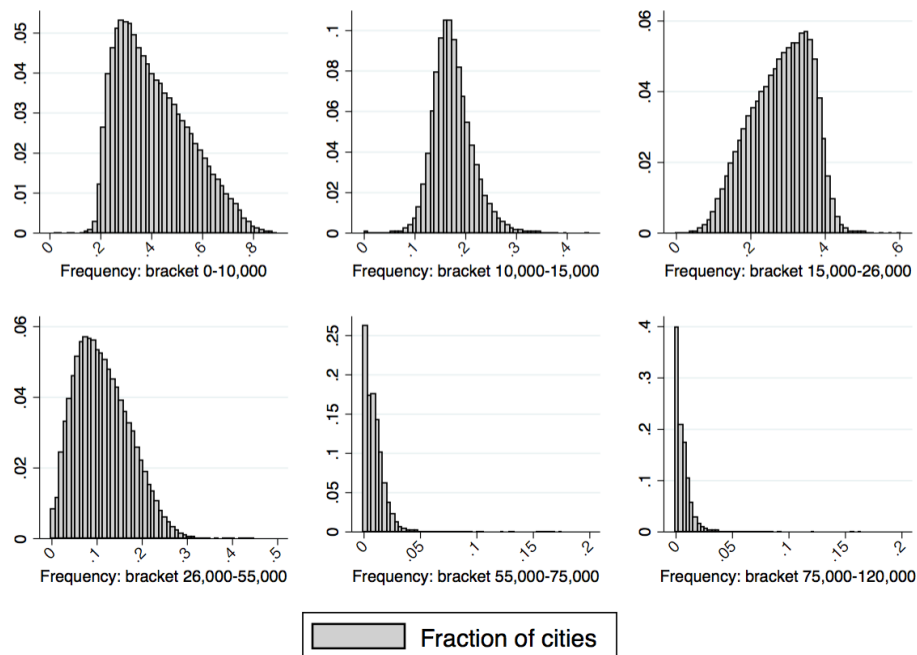 .05
.04
.03
.02
.01
0
0 .2 .4 .6 .8
Frequency: bracket 0-10,000
.1
.08
.06
.04
.02
0
0 .1 .2 .3 .4
Frequency: bracket 10,000-15,000
.06
.04
.02
0
0 .2 .4 .6
Frequency: bracket 15,000-26,000
.06
.04
.02
0
0 .1 .2 .3 .4 .5
Frequency: bracket 26,000-55,000
.25
.2
.15
.1
.05
0
0 .05 .1 .15 .2
Frequency: bracket 55,000-75,000
.4
.3
.2
.1
0
0 .05 .1 .15 .2
Frequency: bracket 75,000-120,000
Fraction of cities